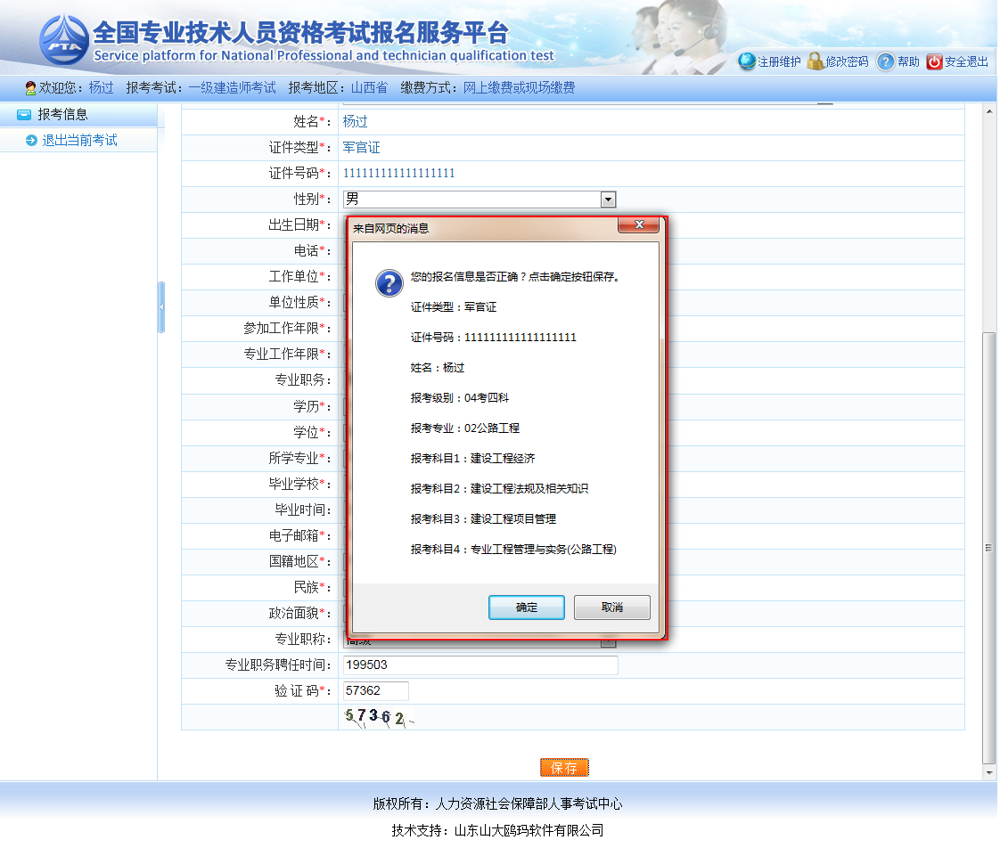 全国专业技术人员资格考试报名服务平台
Service platform for National Professional and technician qualification test
PTA
注册维护 修改密码 帮助 安全退出
欢迎您：杨过 报考考试：一级建造师考试 报考地区：山西省 缴费方式：网上缴费或现场缴费
报考信息
退出当前考试
姓名*： 杨过
证件类型*： 军官证
证件号码*： 111111111111111111
性别*： 男
出生日期*：
电话*：
工作单位*：
单位性质*：
参加工作年限*：
专业工作年限*：
专业职务：
学历*：
学位*：
所学专业*：
毕业学校*：
毕业时间：
电子邮箱*：
国籍地区*：
民族*：
政治面貌*：
专业职称： 高级
专业职务聘任时间： 199503
验 证 码*： 57362
57362
来自网页的消息
您的报名信息是否正确？点击确定按钮保存。
证件类型：军官证
证件号码：111111111111111111
姓名：杨过
报考级别：04考四科
报考专业：02公路工程
报考科目1：建设工程经济
报考科目2：建设工程法规及相关知识
报考科目3：建设工程项目管理
报考科目4：专业工程管理与实务(公路工程)
确定 取消
保存
版权所有：人力资源社会保障部人事考试中心
技术支持：山东山大鸥玛软件有限公司